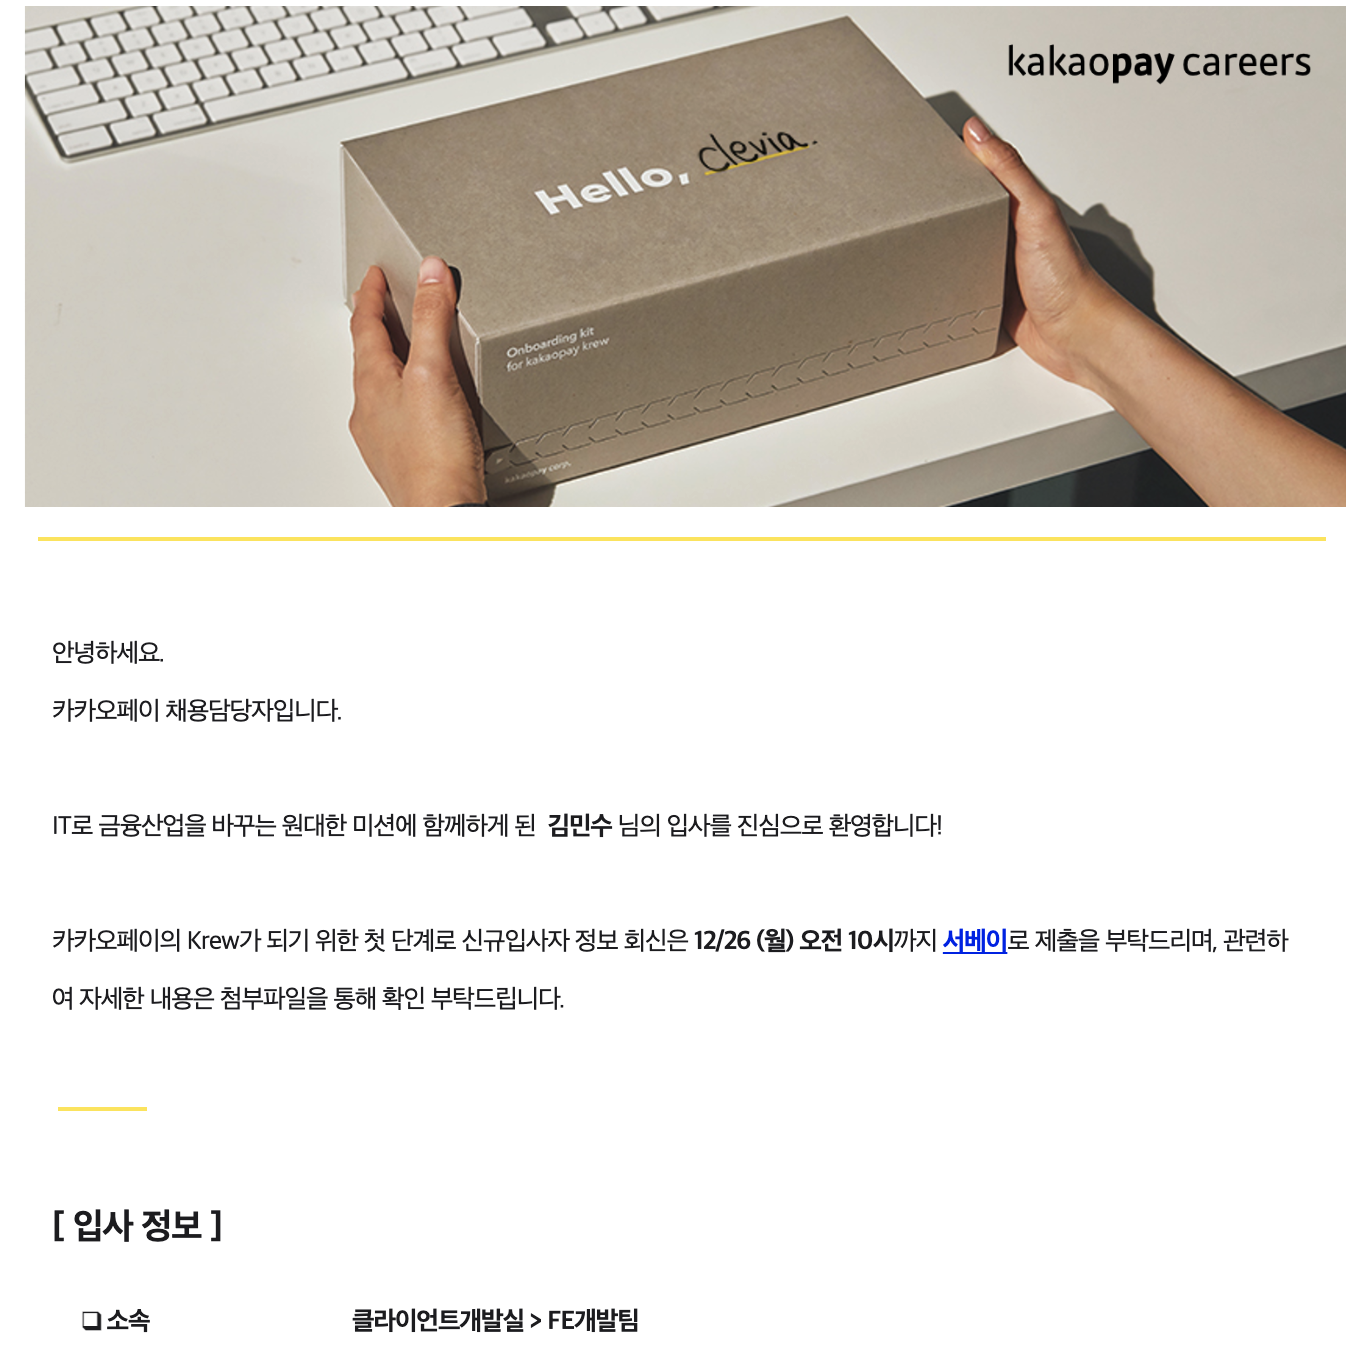 kakaopay careers
Hello, clevia.
Onboarding kit
for kakaopay krew
kakaopay corp.
안녕하세요.
카카오페이 채용담당자입니다.
IT로 금융산업을 바꾸는 원대한 미션에 함께하게 된 김민수 님의 입사를 진심으로 환영합니다!
카카오페이의 Krew가 되기 위한 첫 단계로 신규입사자 정보 회신은 12/26 (월) 오전 10시까지 서베이로 제출을 부탁드리며, 관련하
여 자세한 내용은 첨부파일을 통해 확인 부탁드립니다.
[ 입사 정보 ]
❏ 소속 클라이언트개발실 > FE개발팀